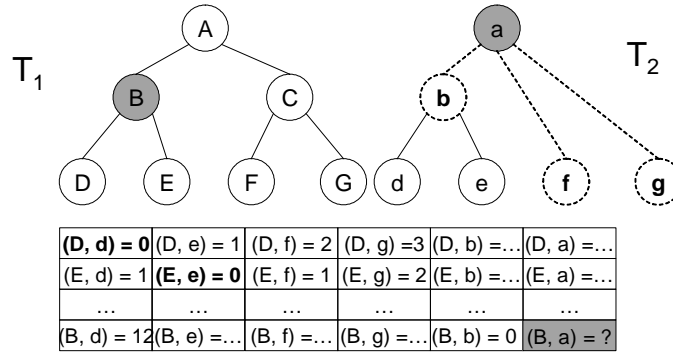 A
a
T1
T2
B
C
b
D
E
F
G
d
e
f
g
(D, d) = 0 (D, e) = 1 (D, f) = 2 (D, g) =3 (D, b) =... (D, a) =...
(E, d) = 1 (E, e) = 0 (E, f) = 1 (E, g) = 2 (E, b) =... (E, a) =...
... ... ... ... ... ...
(B, d) = 12 (B, e) =... (B, f) =... (B, g) =... (B, b) = 0 (B, a) = ?